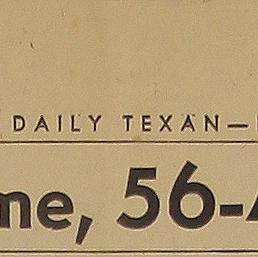 DAILY TEXAN—
me, 56-